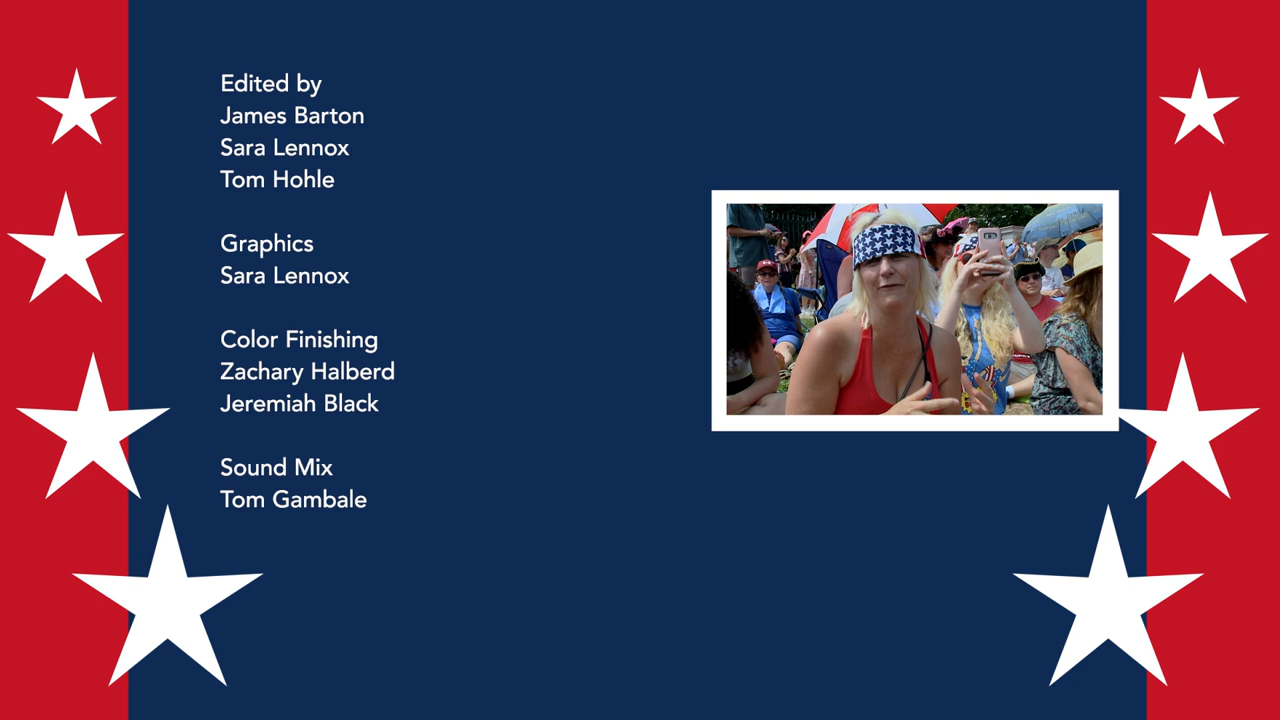 Edited by
James Barton
Sara Lennox
Tom Hohle
Graphics
Sara Lennox
Color Finishing
Zachary Halberd
Jeremiah Black
Sound Mix
Tom Gambale